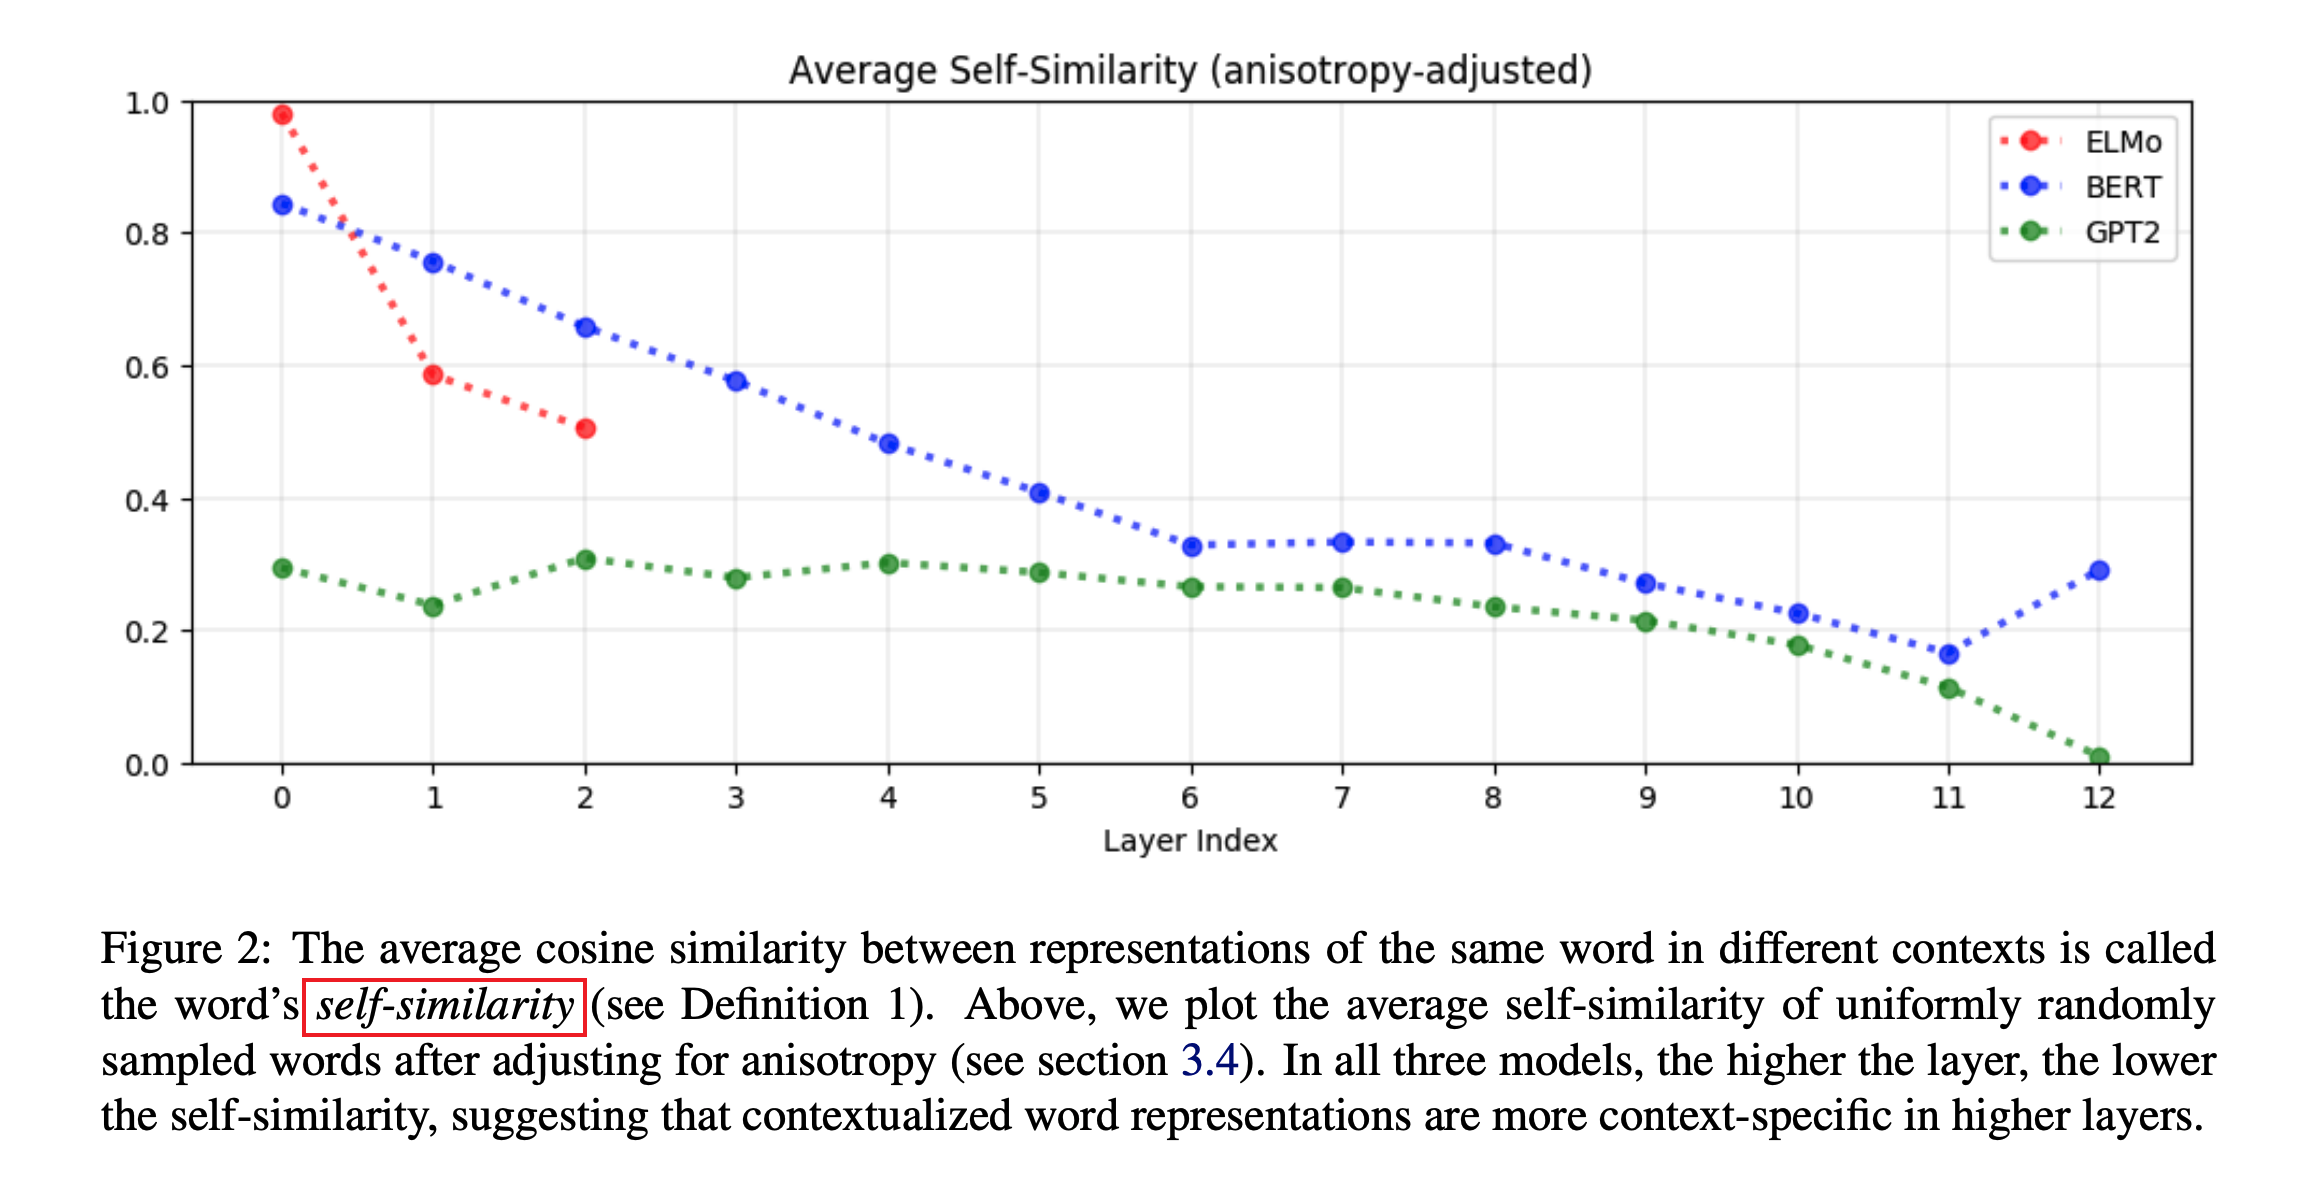 Average Self-Similarity (anisotropy-adjusted)
1.0
0.8
0.6
0.4
0.2
0.0
ELMo
BERT
GPT2
0 1 2 3 4 5 6 7 8 9 10 11 12
Layer Index
Figure 2: The average cosine similarity between representations of the same word in different contexts is called
the word’s self-similarity (see Definition 1). Above, we plot the average self-similarity of uniformly randomly
sampled words after adjusting for anisotropy (see section 3.4). In all three models, the higher the layer, the lower
the self-similarity, suggesting that contextualized word representations are more context-specific in higher layers.